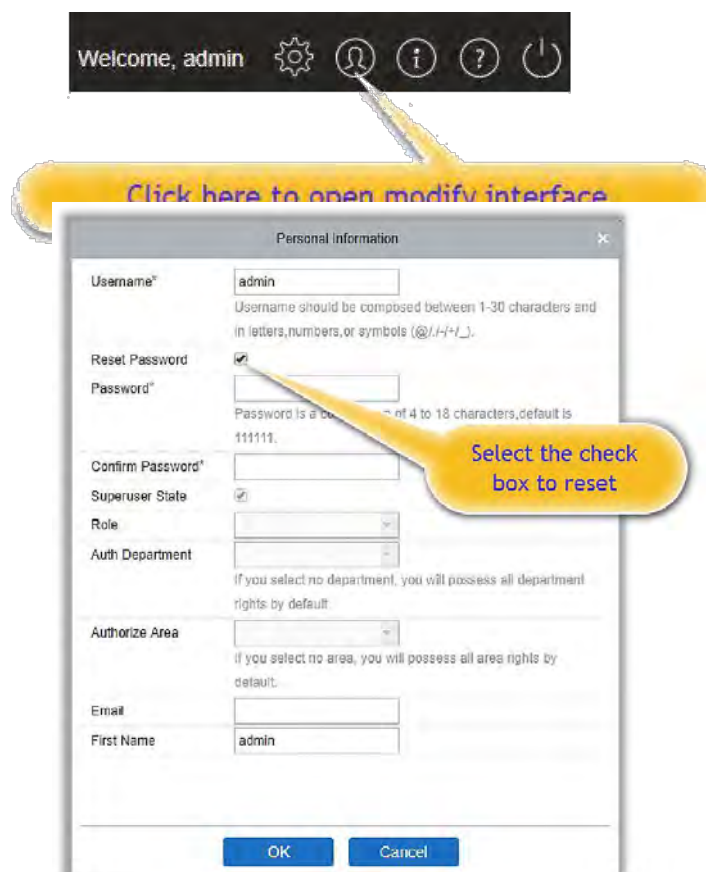 Welcome, admin
Click here to open modify interface
Personal Information
Username*
admin
Username should be composed between 1-30 characters and
in letters,numbers,or symbols (@/./-/+/_).
Reset Password
Password*
Password is a of 4 to 18 characters,default is
111111.
Select the check
box to reset
Confirm Password*
Superuser State
Role
Auth Department
If you select no department, you will possess all department
rights by default
Authorize Area
If you select no area, you will possess all area rights by
default.
Email
First Name
admin
OK
Cancel